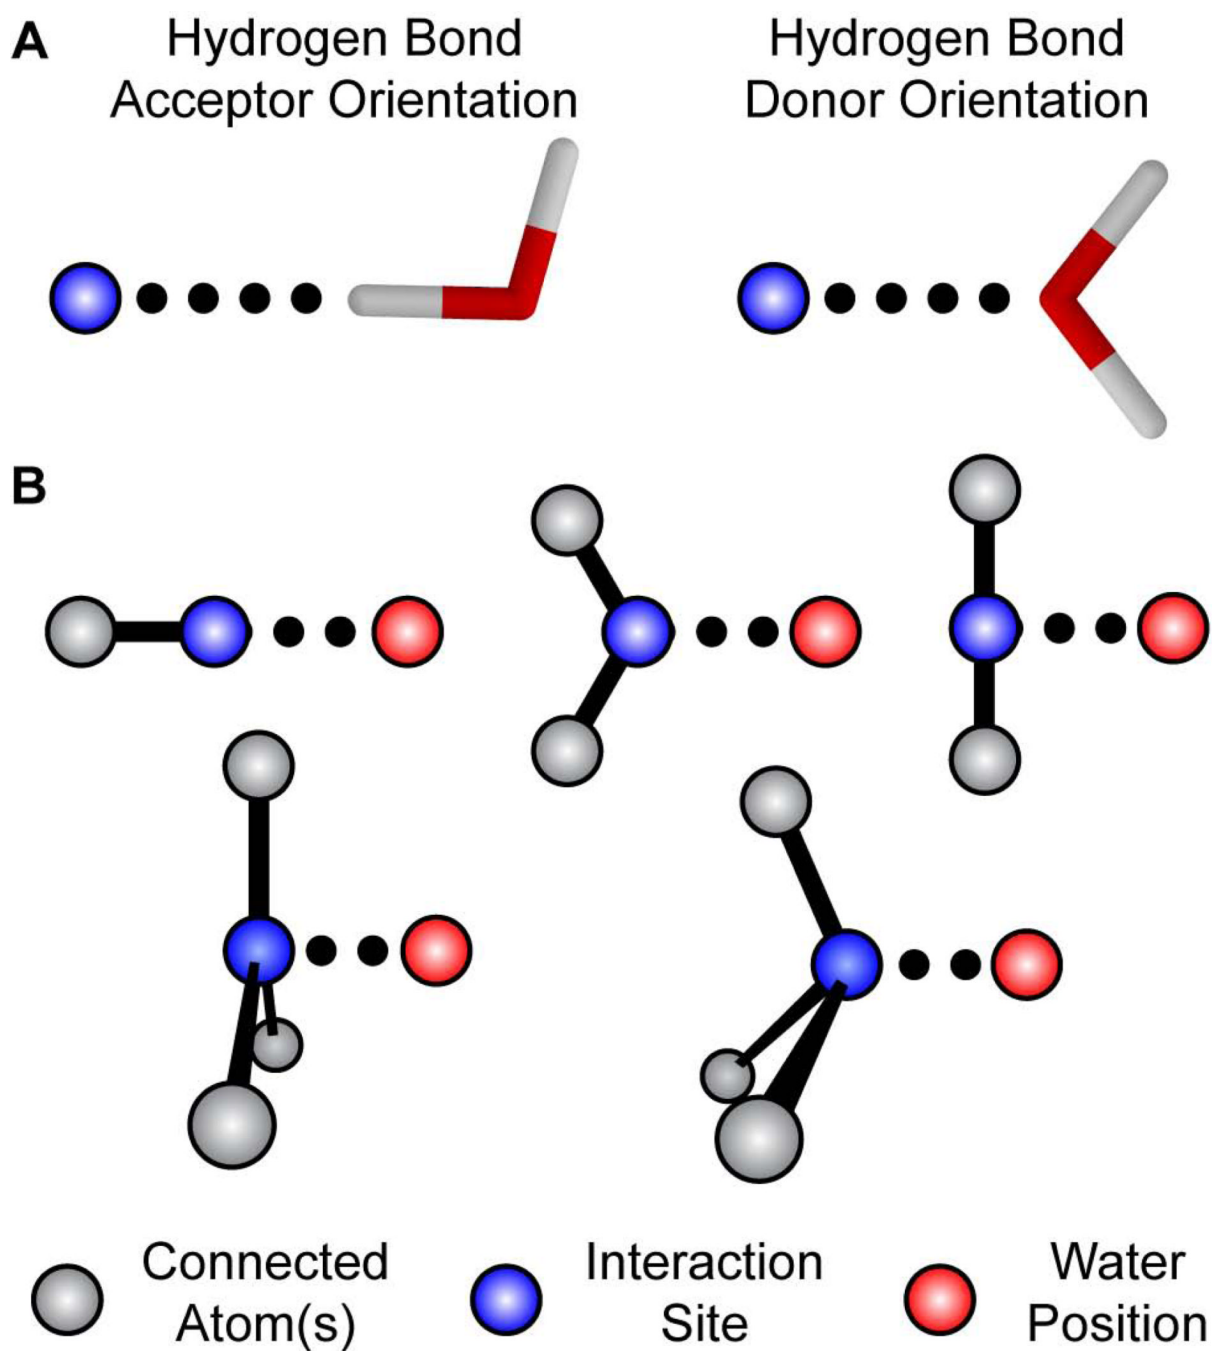 A
Hydrogen Bond
Acceptor Orientation
Hydrogen Bond
Donor Orientation
B
Connected
Atom(s)
Interaction
Site
Water
Position